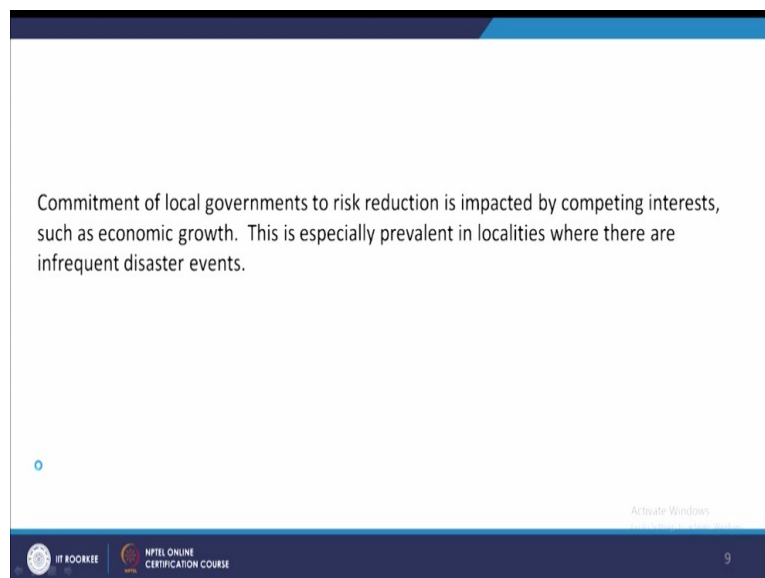 Commitment of local governments to risk reduction is impacted by competing interests,
such as economic growth.  This is especially prevalent in localities where there are
infrequent disaster events.
Activate Windows
IIT ROORKEE
NPTEL ONLINE
CERTIFICATION COURSE
9